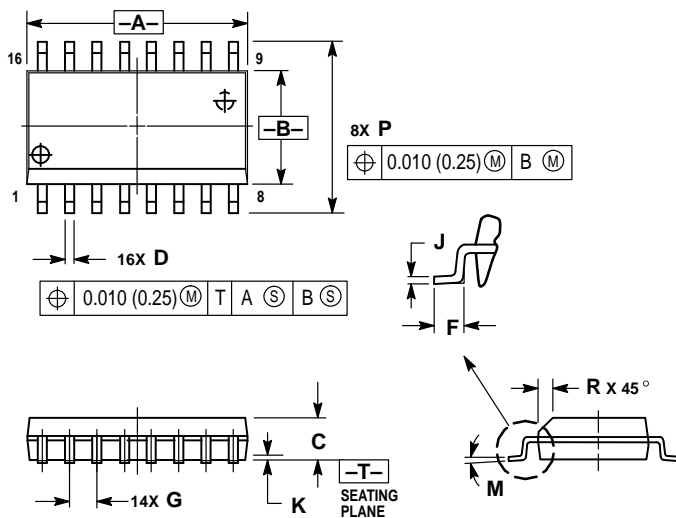 –A–
16 9
–B–
8X P
⌖ 0.010 (0.25) Ⓜ B Ⓜ
1 8
16X D
⌖ 0.010 (0.25) Ⓜ T A Ⓢ B Ⓢ
J
F
R X 45°
C
–T–
SEATING
PLANE
M
14X G
K